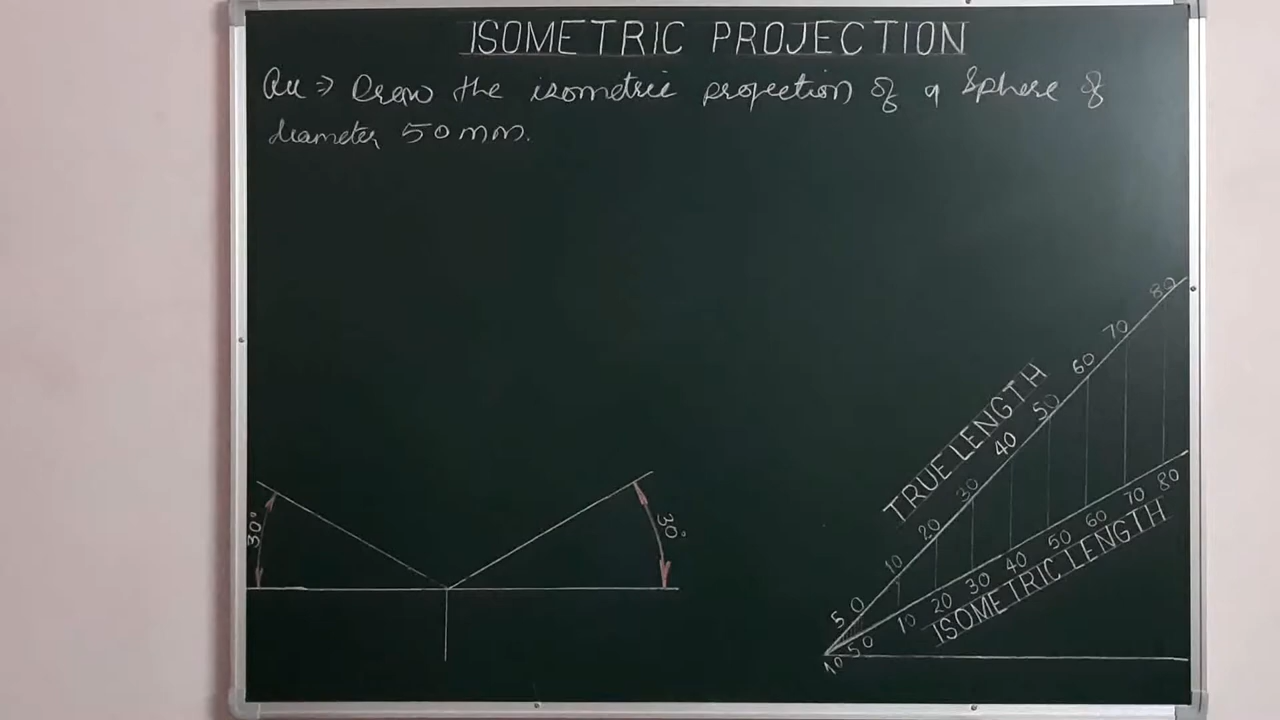 ISOMETRIC PROJECTION
Qu ⇒ Draw the isometric projection of a Sphere of
diameter 50mm.
30°
30°
TRUE LENGTH
10 5 0 10 20 30 40 50 60 70 80
10 5 0 10 20 30 40 50 60 70 80
ISOMETRIC LENGTH